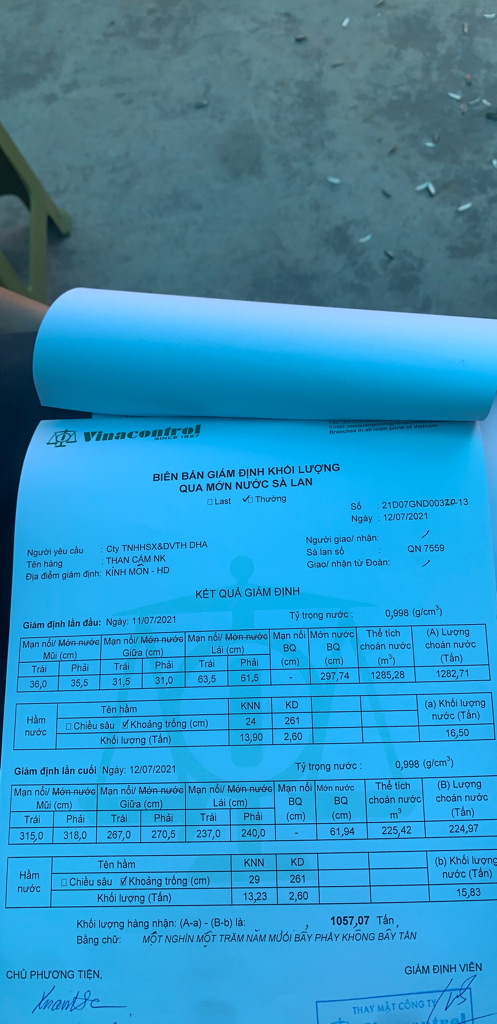 Vinacontrol
SINCE 1957
Branches in all main ports of Vietnam
BIÊN BẢN GIÁM ĐỊNH KHỐI LƯỢNG
QUA MỚN NƯỚC SÀ LAN
□ Last ☑ Thường
Số : 21D07GND00320-13
Ngày : 12/07/2021
Người yêu cầu : Cty TNHHSX&DVTH DHA
Người giao/ nhận:
Tên hàng : THAN CÁM NK
Sà lan số : QN 7559
Địa điểm giám định: KINH MÔN - HD
Giao/ nhận từ Đoàn:
KẾT QUẢ GIÁM ĐỊNH
Giám định lần đầu: Ngày: 11/07/2021 Tỷ trọng nước : 0,998 (g/cm³)
Mạn nổi/ Mớn nước Mũi (cm) Mạn nổi/ Mớn nước Giữa (cm) Mạn nổi/ Mớn nước Lái (cm) Mạn nổi BQ (cm) Mớn nước BQ (cm) Thể tích choán nước (m³) (A) Lượng choán nước (Tấn)
Trái Phải Trái Phải Trái Phải
36,0 35,5 31,5 31,0 63,5 61,5 - 297,74 1285,28 1282,71
Hầm nước Tên hầm KNN KD (a) Khối lượng nước (Tấn)
□ Chiều sâu ☑ Khoảng trống (cm) 24 261
Khối lượng (Tấn) 13,90 2,60 16,50
Giám định lần cuối Ngày: 12/07/2021 Tỷ trọng nước : 0,998 (g/cm³)
Mạn nổi/ Mớn nước Mũi (cm) Mạn nổi/ Mớn nước Giữa (cm) Mạn nổi/ Mớn nước Lái (cm) Mạn nổi BQ (cm) Mớn nước BQ (cm) Thể tích choán nước m³ (B) Lượng choán nước (Tấn)
Trái Phải Trái Phải Trái Phải
315,0 318,0 267,0 270,5 237,0 240,0 - 61,94 225,42 224,97
Hầm nước Tên hầm KNN KD (b) Khối lượng nước (Tấn)
□ Chiều sâu ☑ Khoảng trống (cm) 29 261
Khối lượng (Tấn) 13,23 2,60 15,83
Khối lượng hàng nhận: (A-a) - (B-b) là: 1057,07 Tấn
Bằng chữ: MỘT NGHÌN MỘT TRĂM NĂM MƯƠI BẨY PHẨY KHÔNG BẨY TẤN
CHỦ PHƯƠNG TIỆN,
GIÁM ĐỊNH VIÊN
THAY MẶT CÔNG TY
Vinacontrol